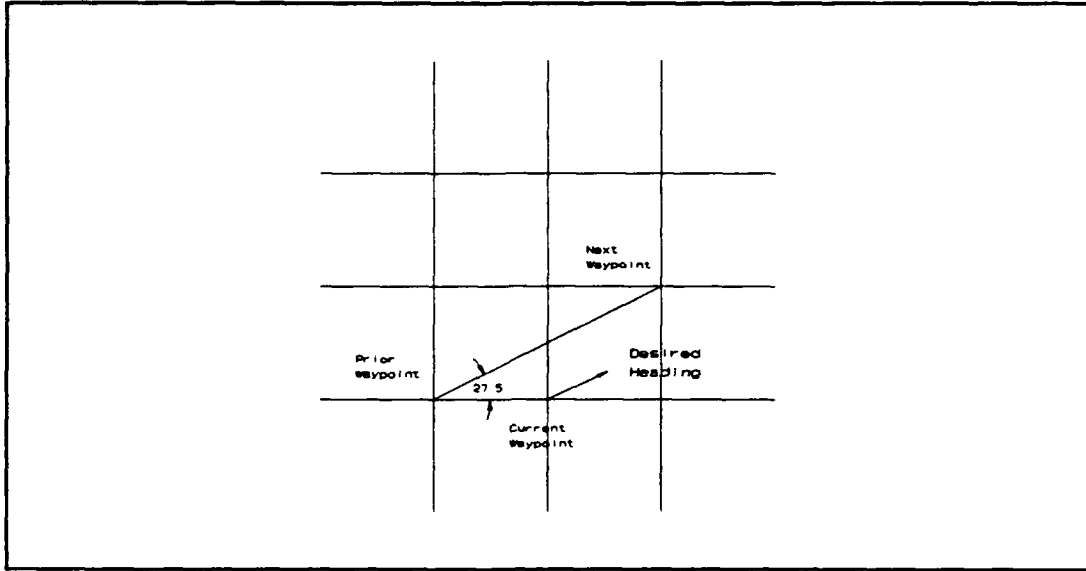 Next
Waypoint
Desired
Heading
Prior
Waypoint
27 5
Current
Waypoint